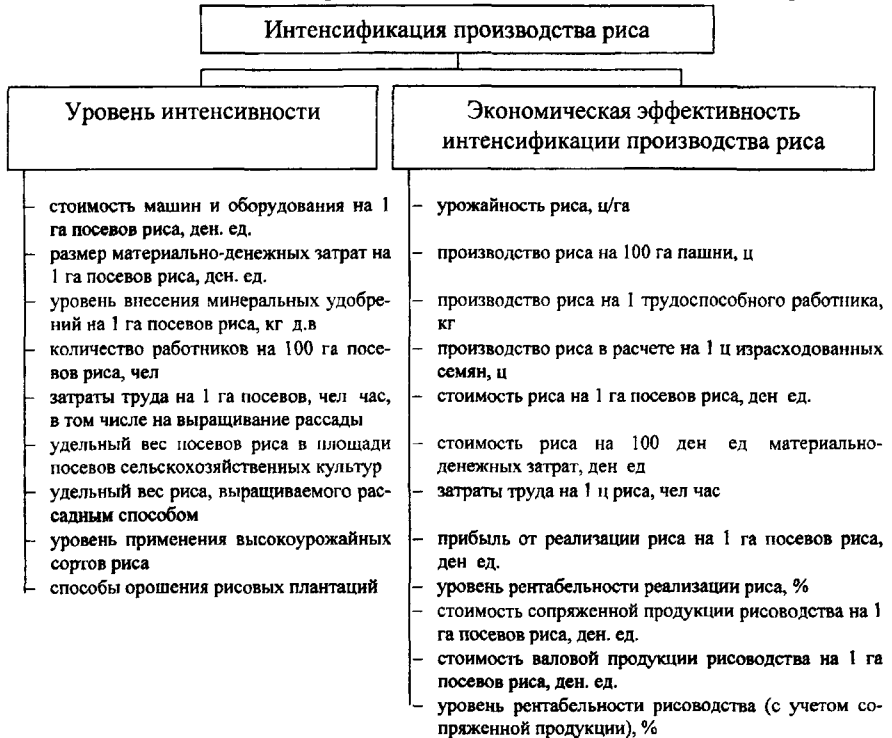 Интенсификация производства риса
Уровень интенсивности
Экономическая эффективность
интенсификации производства риса
– стоимость машин и оборудования на 1
га посевов риса, ден. ед.
– размер материально-денежных затрат на
1 га посевов риса, ден. ед.
– уровень внесения минеральных удобре-
ний на 1 га посевов риса, кг д.в
– количество работников на 100 га посе-
вов риса, чел
– затраты труда на 1 га посевов, чел час,
в том числе на выращивание рассады
– удельный вес посевов риса в площади
посевов сельскохозяйственных культур
– удельный вес риса, выращиваемого рас-
садным способом
– уровень применения высокоурожайных
сортов риса
– способы орошения рисовых плантаций
– урожайность риса, ц/га
– производство риса на 100 га пашни, ц
– производство риса на 1 трудоспособного работника,
кг
– производство риса в расчете на 1 ц израсходованных
семян, ц
– стоимость риса на 1 га посевов риса, ден ед.
– стоимость риса на 100 ден ед материально-
денежных затрат, ден ед
– затраты труда на 1 ц риса, чел час
– прибыль от реализации риса на 1 га посевов риса,
ден ед.
– уровень рентабельности реализации риса, %
– стоимость сопряженной продукции рисоводства на 1
га посевов риса, ден. ед.
– стоимость валовой продукции рисоводства на 1 га
посевов риса, ден. ед.
– уровень рентабельности рисоводства (с учетом со-
пряженной продукции), %